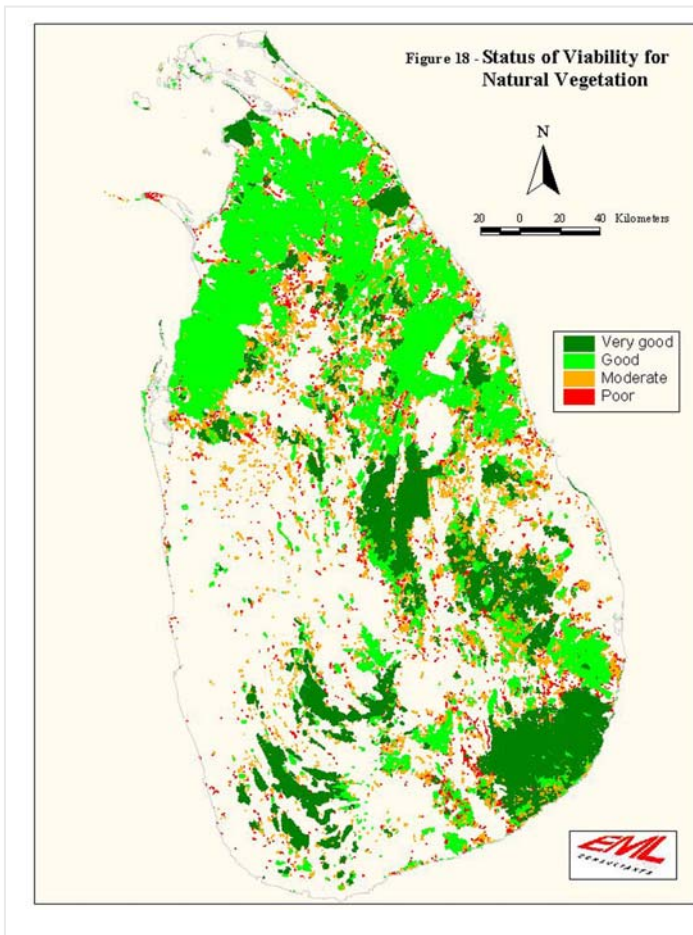 Figure 18 - Status of Viability for
Natural Vegetation
N
20 0 20 40 Kilometers
Very good
Good
Moderate
Poor
EML
CONSULTANTS